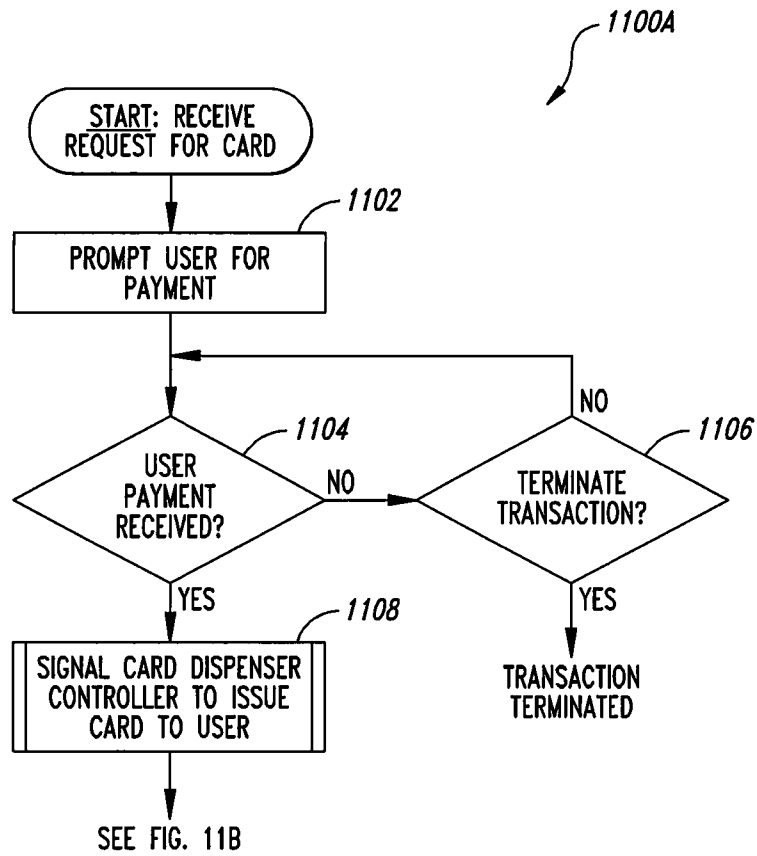 1100A
START: RECEIVE
REQUEST FOR CARD
1102
PROMPT USER FOR
PAYMENT
NO
1104
1106
USER
PAYMENT
RECEIVED?
NO
TERMINATE
TRANSACTION?
YES
YES
1108
SIGNAL CARD DISPENSER
CONTROLLER TO ISSUE
CARD TO USER
TRANSACTION
TERMINATED
SEE FIG. 11B